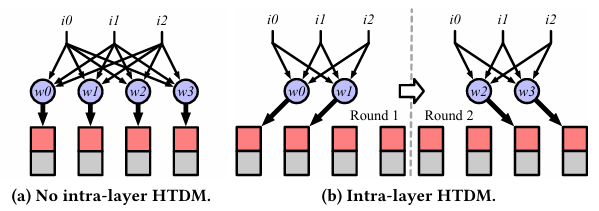 i0 i1 i2 i0 i1 i2 i0 i1 i2
w0 w1 w2 w3 w0 w1 w2 w3
Round 1 Round 2
(a) No intra-layer HTDM. (b) Intra-layer HTDM.